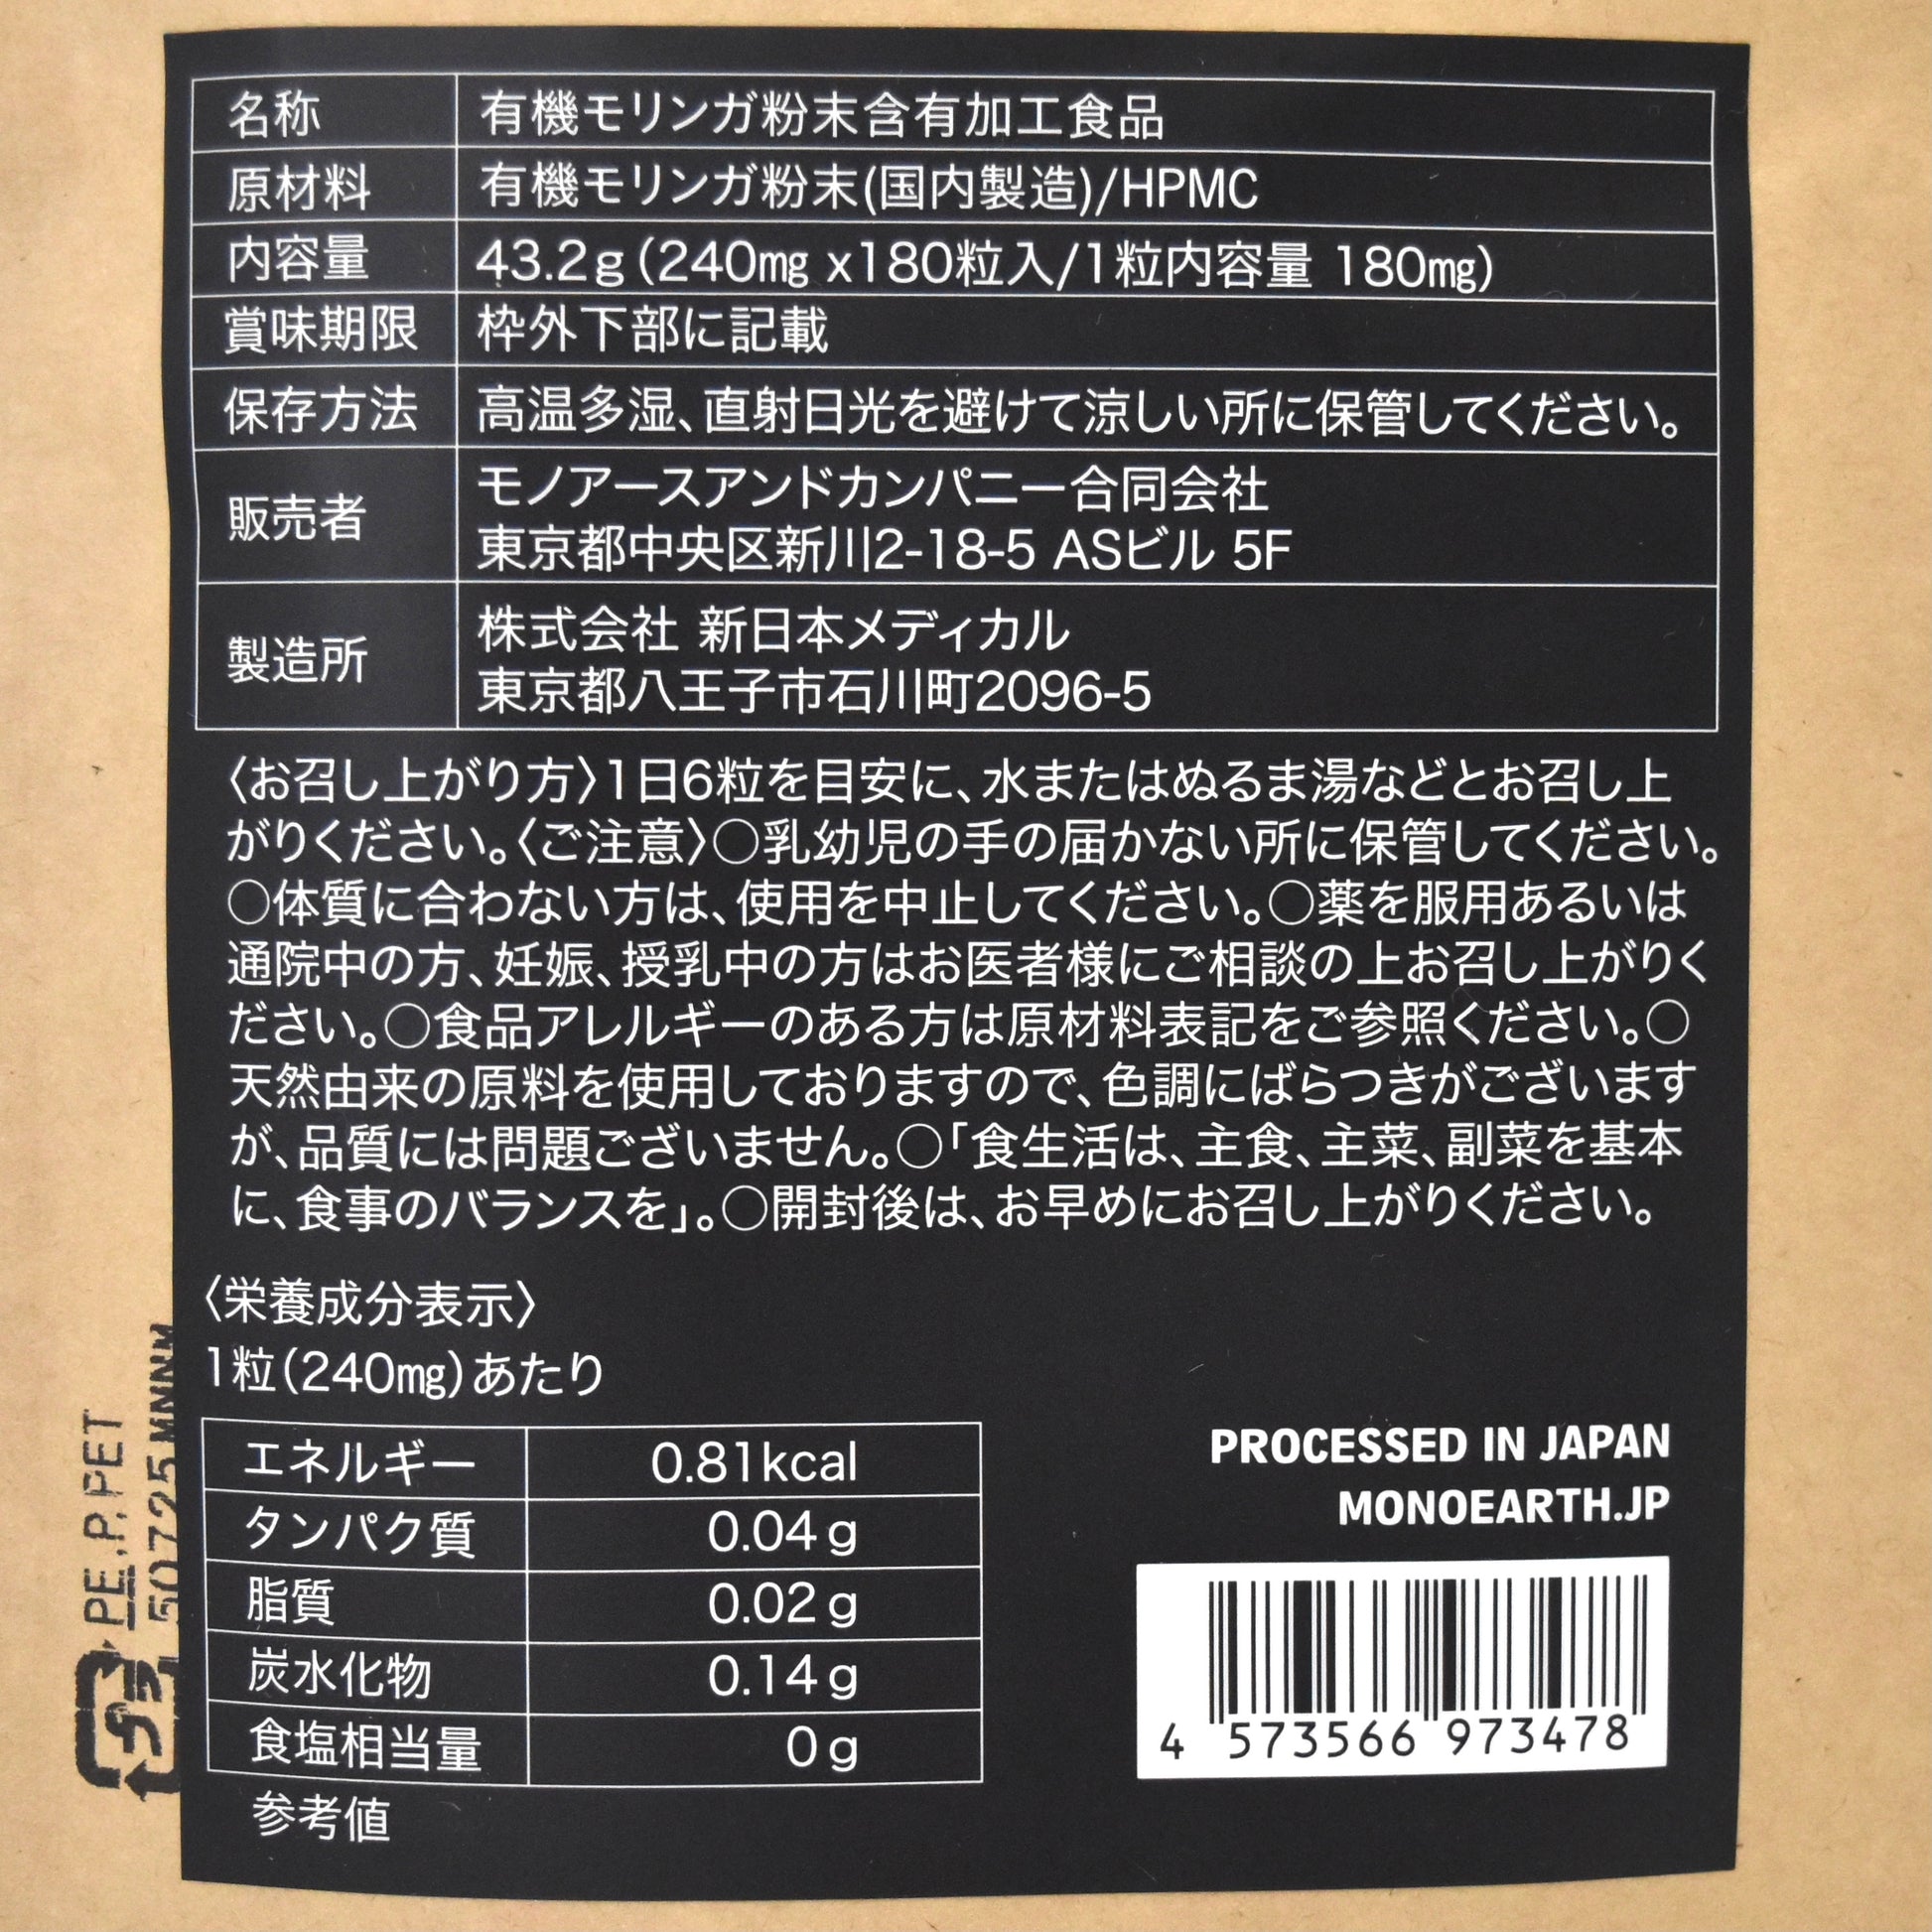 名称 有機モリンガ粉末含有加工食品
原材料 有機モリンガ粉末(国内製造)/HPMC
内容量 43.2g(240mg x180粒入/1粒内容量 180mg)
賞味期限 枠外下部に記載
保存方法 高温多湿、直射日光を避けて涼しい所に保管してください。
販売者 モノアースアンドカンパニー合同会社
東京都中央区新川2-18-5 ASビル 5F
製造所 株式会社 新日本メディカル
東京都八王子市石川町2096-5
〈お召し上がり方〉1日6粒を目安に、水またはぬるま湯などとお召し上
がりください。〈ご注意〉○乳幼児の手の届かない所に保管してください。
○体質に合わない方は、使用を中止してください。○薬を服用あるいは
通院中の方、妊娠、授乳中の方はお医者様にご相談の上お召し上がりく
ださい。○食品アレルギーのある方は原材料表記をご参照ください。○
天然由来の原料を使用しておりますので、色調にばらつきがございます
が、品質には問題ございません。○「食生活は、主食、主菜、副菜を基本
に、食事のバランスを」。○開封後は、お早めにお召し上がりください。
〈栄養成分表示〉
1粒(240mg)あたり
エネルギー 0.81kcal
タンパク質 0.04g
脂質 0.02g
炭水化物 0.14g
食塩相当量 0g
参考値
PROCESSED IN JAPAN
MONOEARTH.JP
4 573566 973478
プラ PE,P,PET